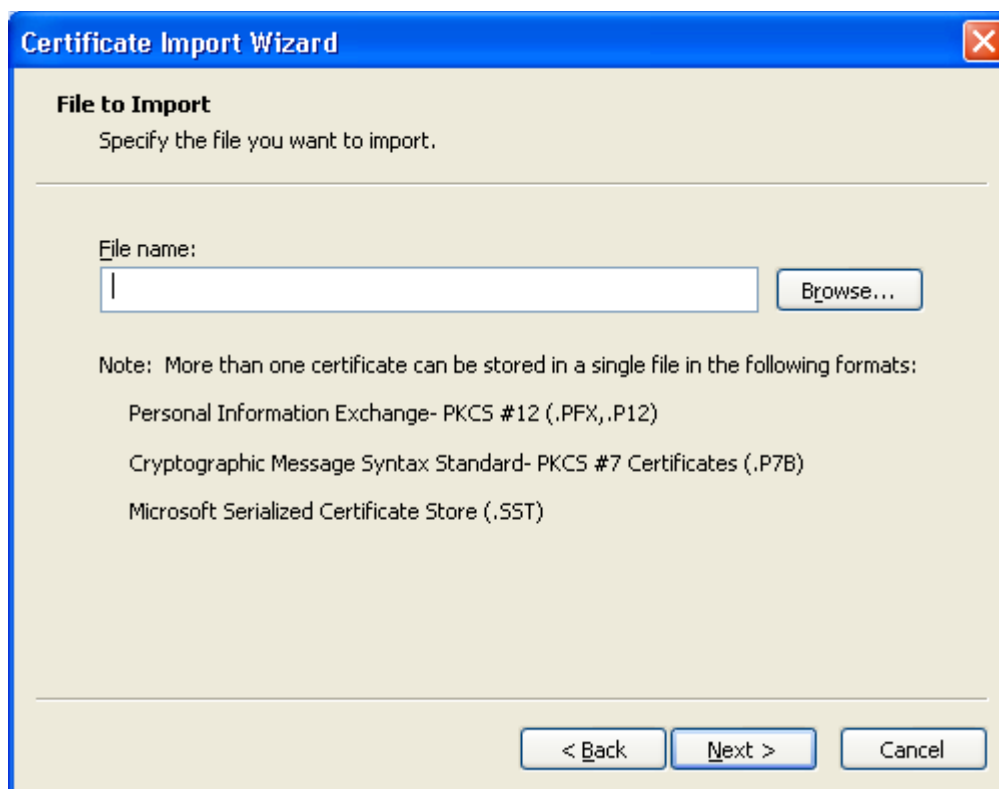 Certificate Import Wizard
File to Import
Specify the file you want to import.
File name:
Browse...
Note: More than one certificate can be stored in a single file in the following formats:
Personal Information Exchange- PKCS #12 (.PFX,.P12)
Cryptographic Message Syntax Standard- PKCS #7 Certificates (.P7B)
Microsoft Serialized Certificate Store (.SST)
< Back Next > Cancel